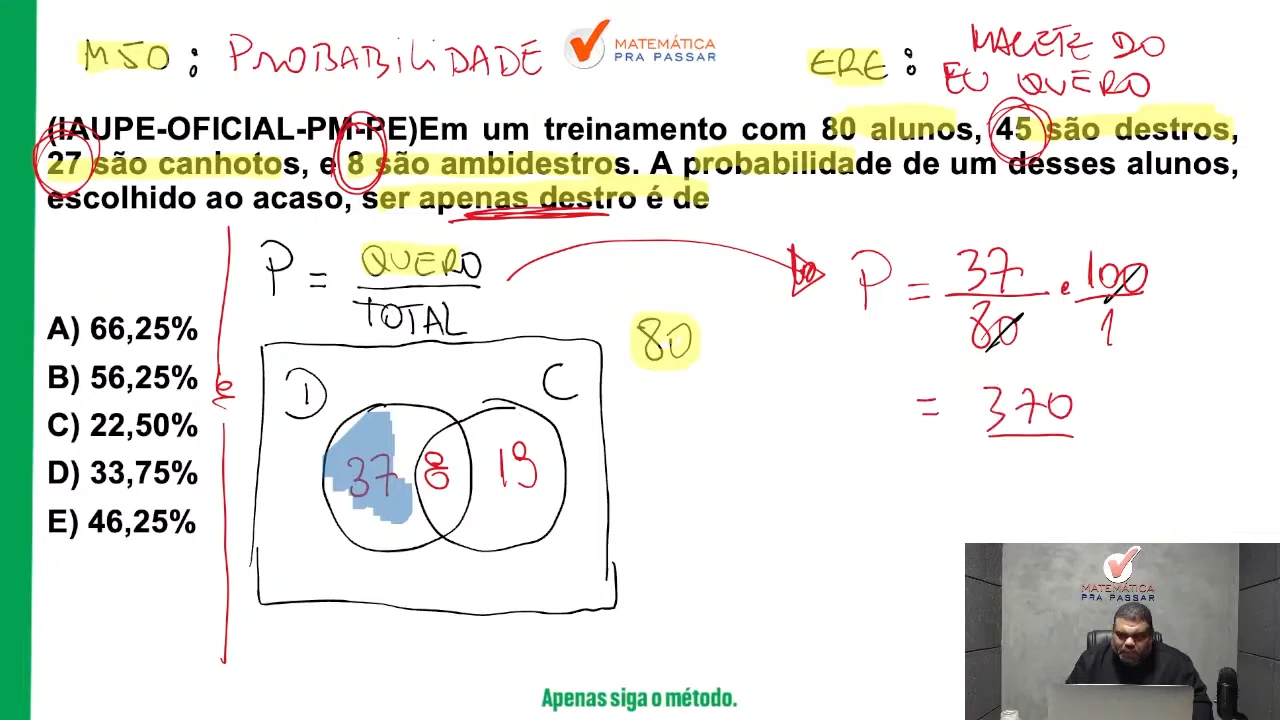 M50: PROBABILIDADE
MATEMÁTICA
PRA PASSAR
ERE: MACETE DO
EU QUERO
(IAUPE-OFICIAL-PM-PE)Em um treinamento com 80 alunos, 45 são destros,
27 são canhotos, e 8 são ambidestros. A probabilidade de um desses alunos,
escolhido ao acaso, ser apenas destro é de
P = QUERO
TOTAL
P = 37/80 · 100/1
= 370
A) 66,25%
B) 56,25%
C) 22,50%
D) 33,75%
E) 46,25%
80
D C
37 8 19
MATEMÁTICA
PRA PASSAR
Apenas siga o método.